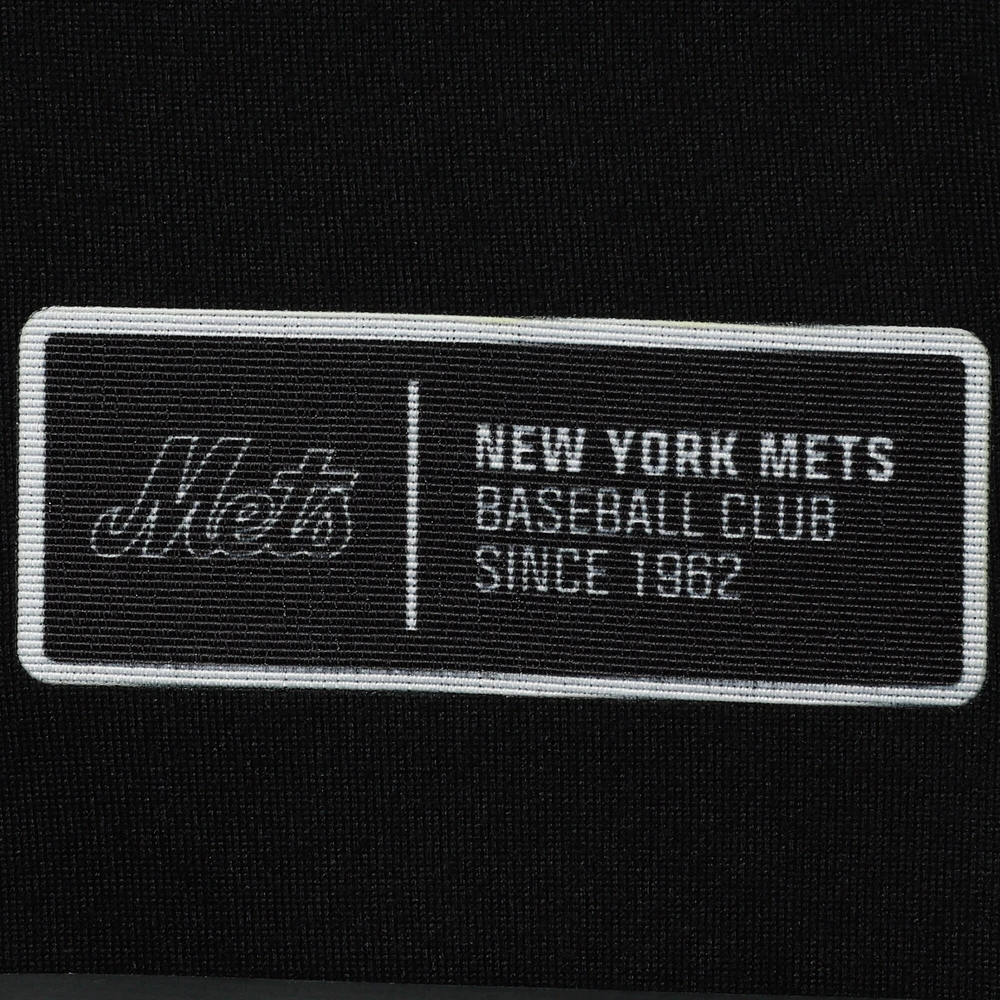 Mets
NEW YORK METS
BASEBALL CLUB
SINCE 1962